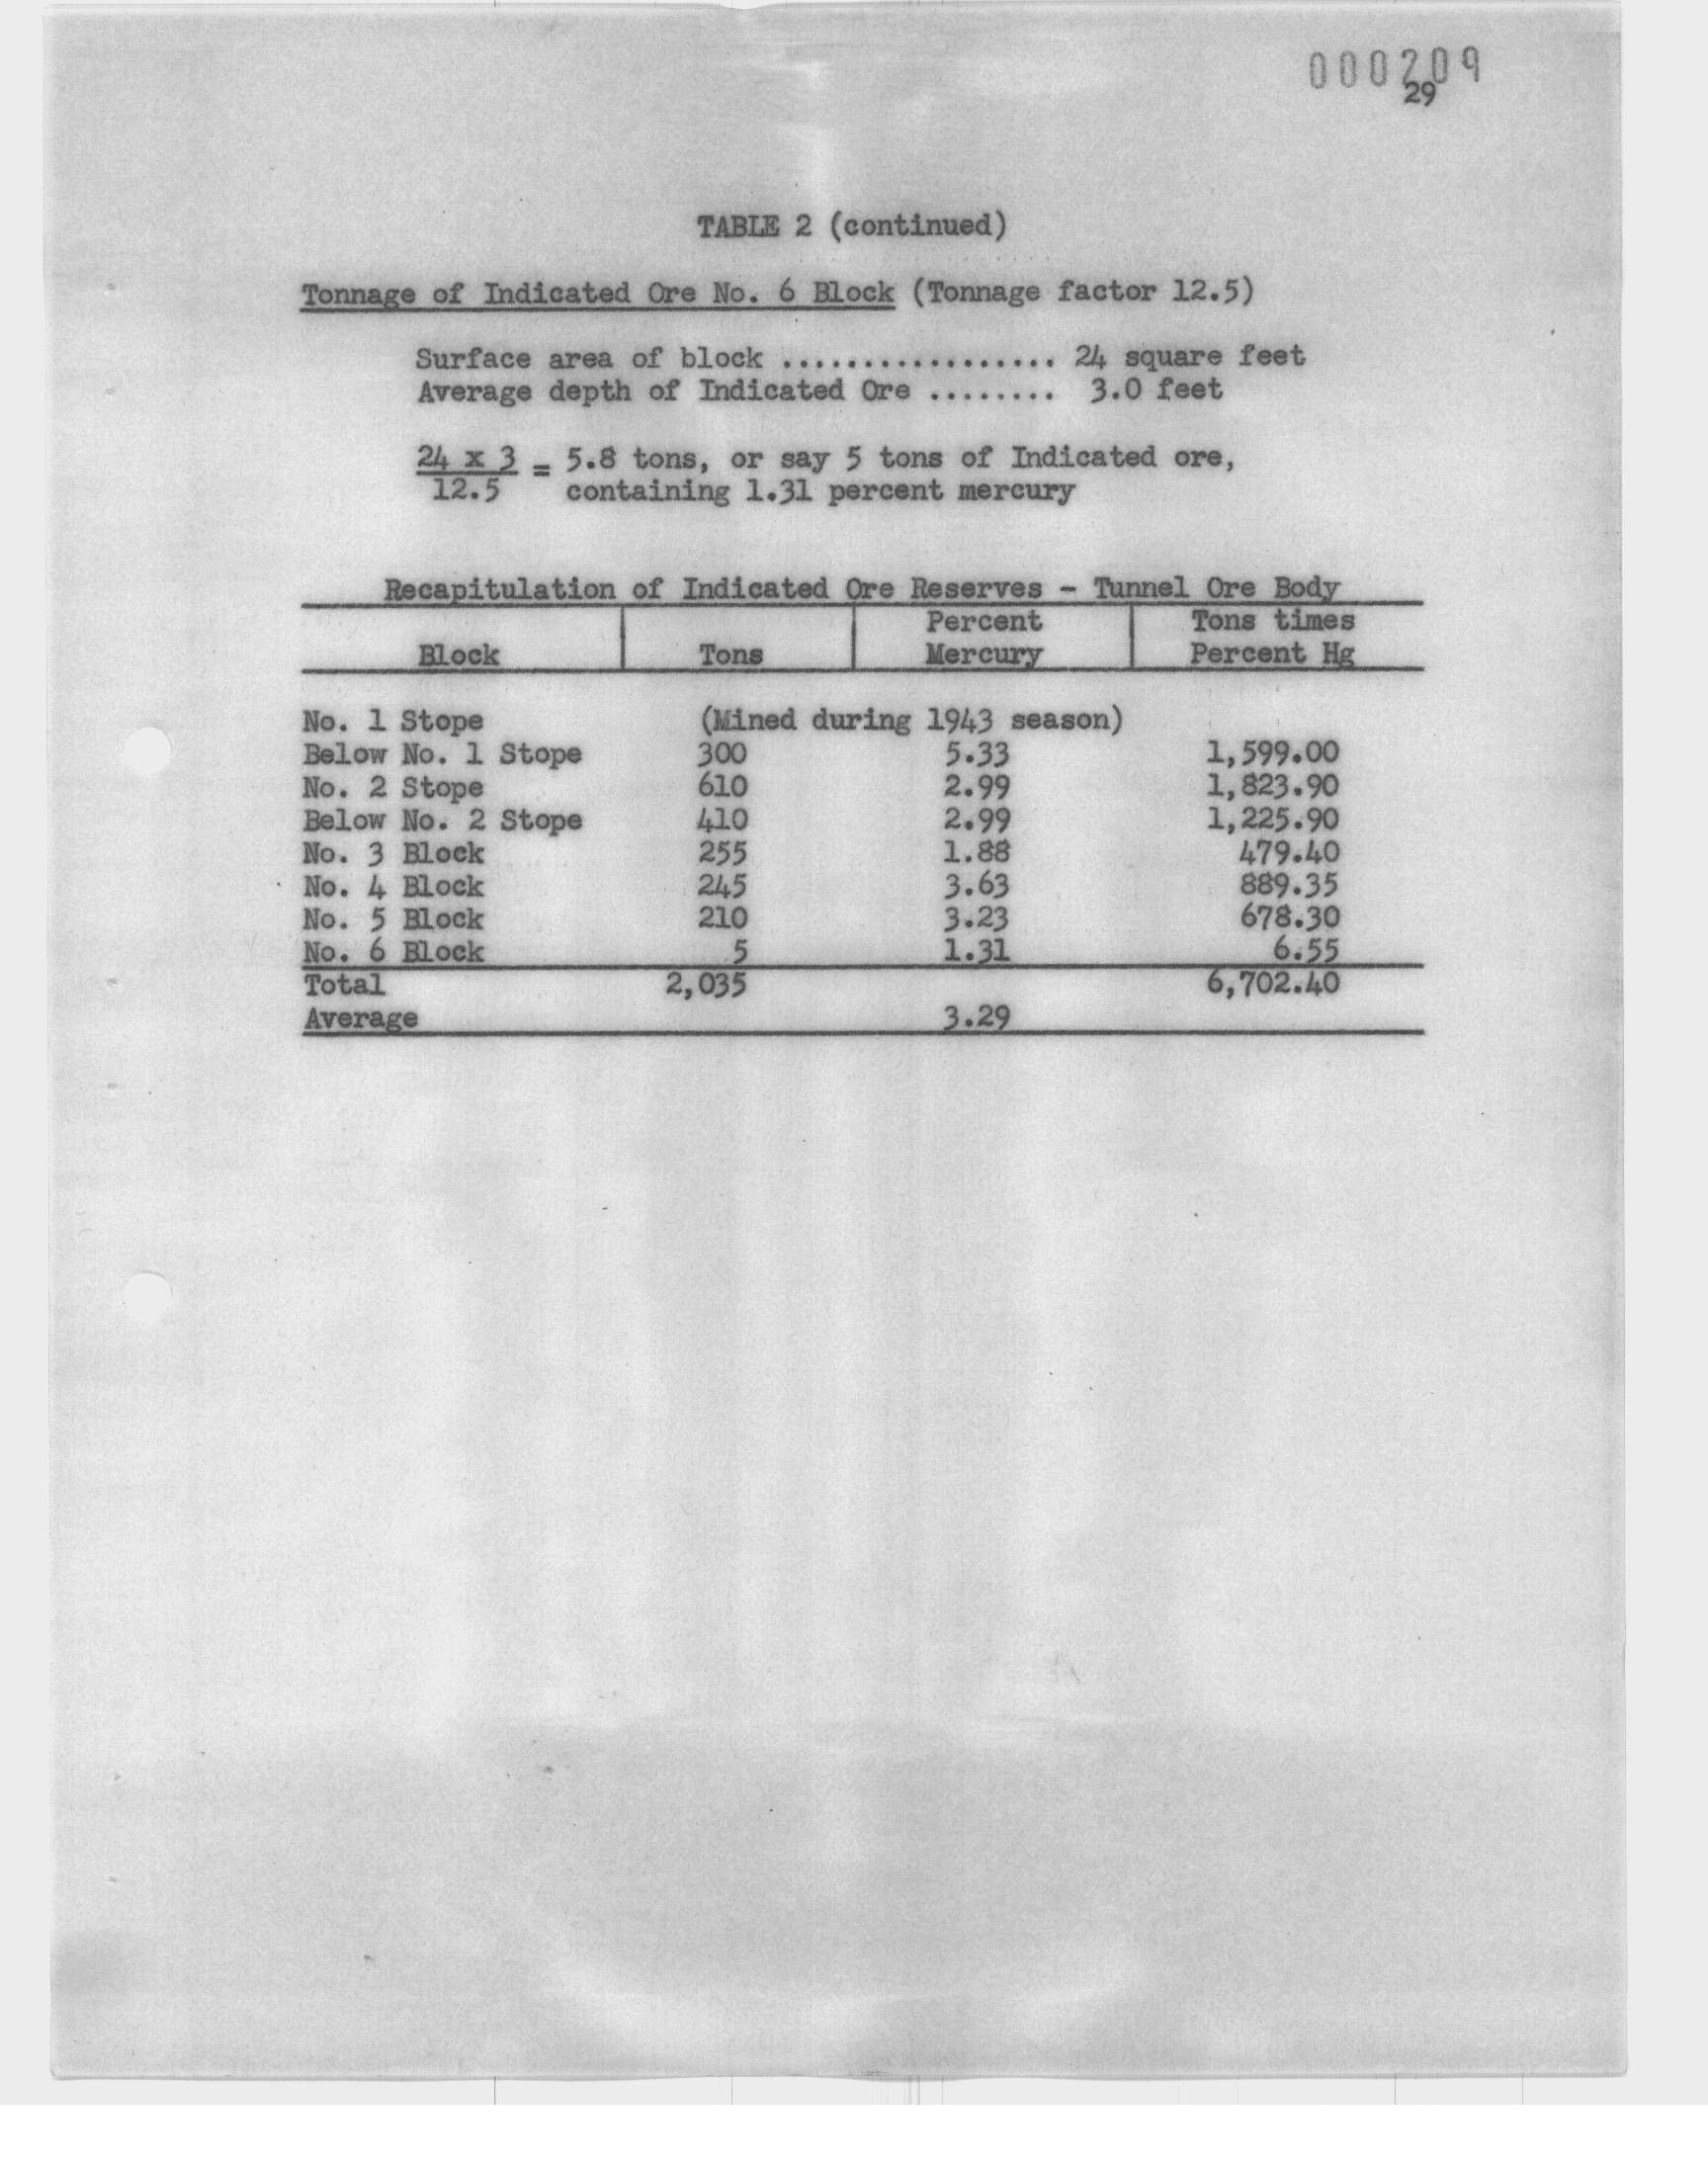 000209
29
TABLE 2 (continued)
Tonnage of Indicated Ore No. 6 Block (Tonnage factor 12.5)
Surface area of block ................. 24 square feet
Average depth of Indicated Ore ........ 3.0 feet
24 x 3 = 5.8 tons, or say 5 tons of Indicated ore,
12.5 containing 1.31 percent mercury
Recapitulation of Indicated Ore Reserves - Tunnel Ore Body
Percent Tons times
Block Tons Mercury Percent Hg
No. 1 Stope (Mined during 1943 season)
Below No. 1 Stope 300 5.33 1,599.00
No. 2 Stope 610 2.99 1,823.90
Below No. 2 Stope 410 2.99 1,225.90
No. 3 Block 255 1.88 479.40
No. 4 Block 245 3.63 889.35
No. 5 Block 210 3.23 678.30
No. 6 Block 5 1.31 6.55
Total 2,035 6,702.40
Average 3.29